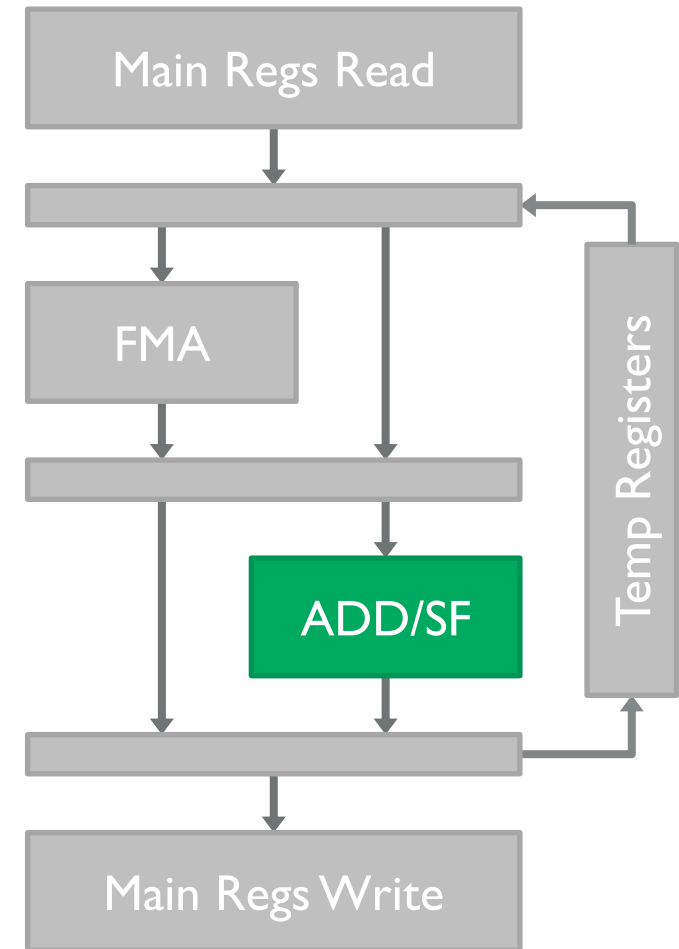 Main Regs Read
FMA
Temp Registers
ADD/SF
Main Regs Write